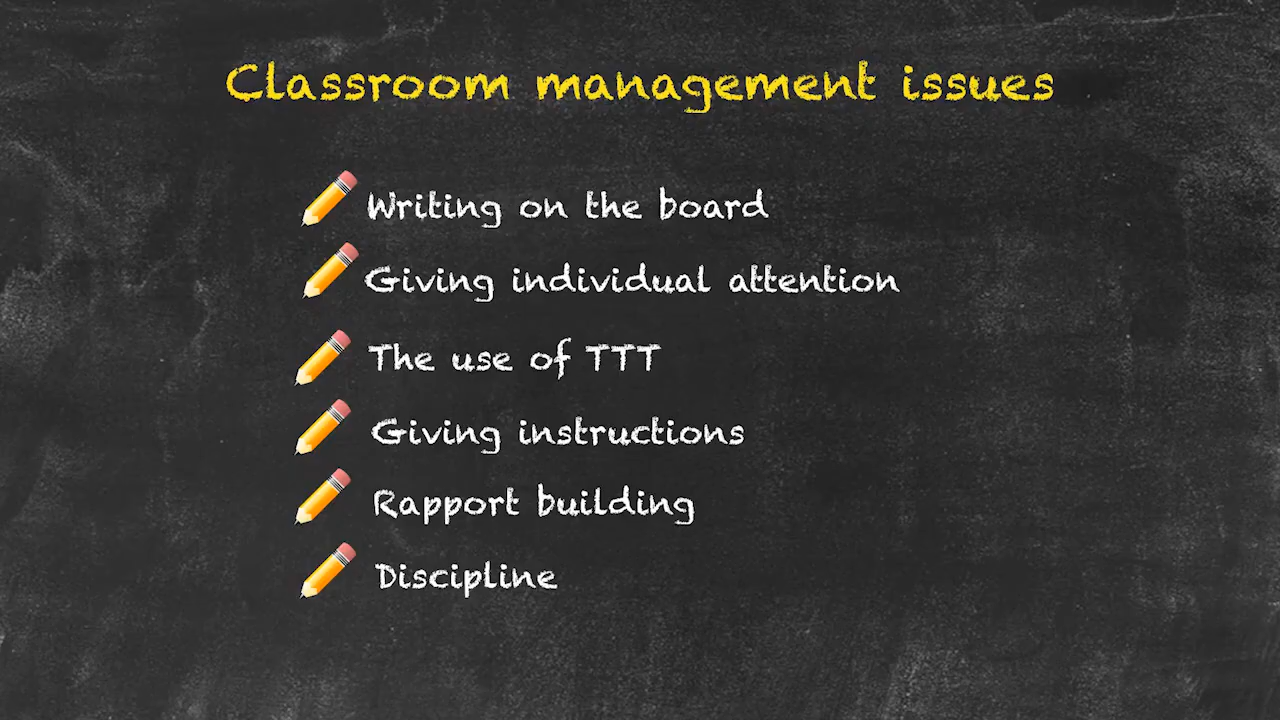 Classroom management issues
Writing on the board
Giving individual attention
The use of TTT
Giving instructions
Rapport building
Discipline